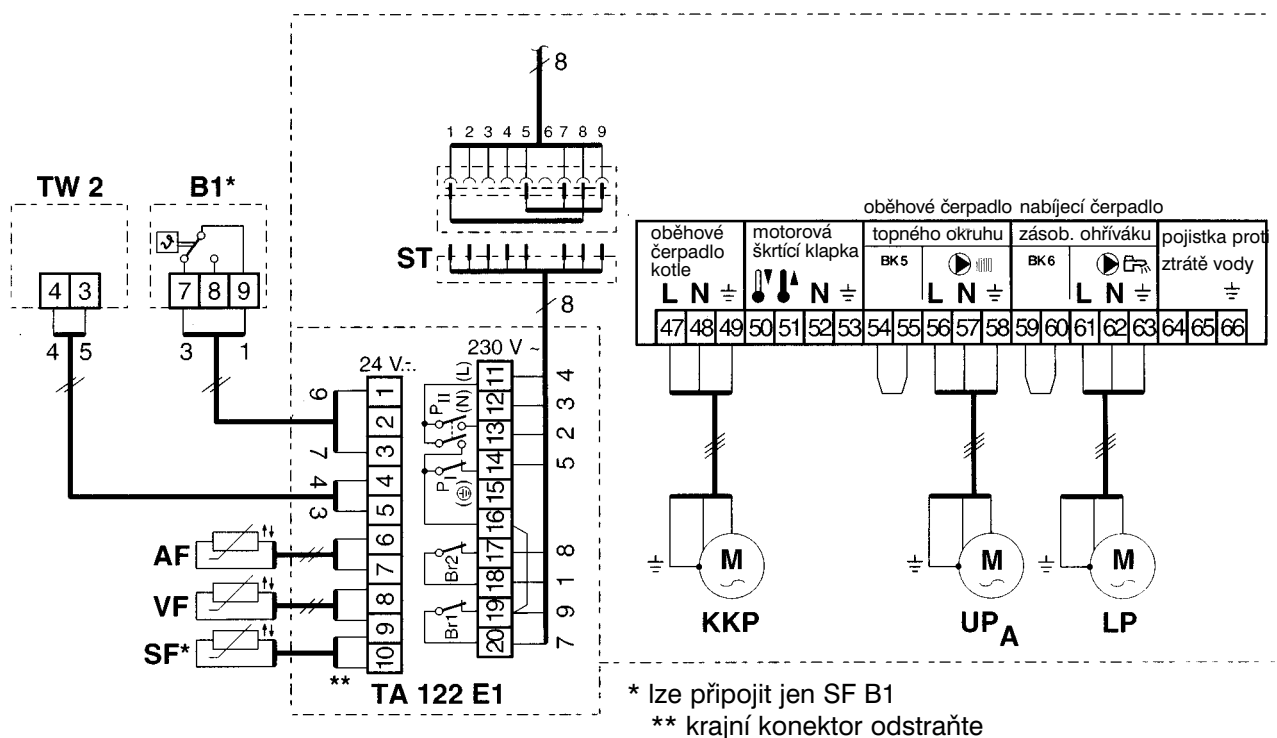 8
1 2 3 4 5 6 7 8 9
TW 2
B1*
ϑ
4 3
7 8 9
4 5
3 1
ST
8
oběhové čerpadlo nabíjecí čerpadlo
oběhové čerpadlo kotle
motorová škrtící klapka
topného okruhu
zásob. ohříváku
pojistka proti ztrátě vody
BK5
BK6
L N
N
L N
L N
47 48 49 50 51 52 53 54 55 56 57 58 59 60 61 62 63 64 65 66
24 V
230 V ~
9
7
4
3
1
2
3
4
5
6
7
8
9
10
PII
(L)
(N)
PI
Br2
Br1
11
12
13
14
15
16
17
18
19
20
4
3
2
5
8
1
9
7
AF
VF
SF*
**
TA 122 E1
M
M
M
KKP
UPA
LP
* lze připojit jen SF B1
** krajní konektor odstraňte